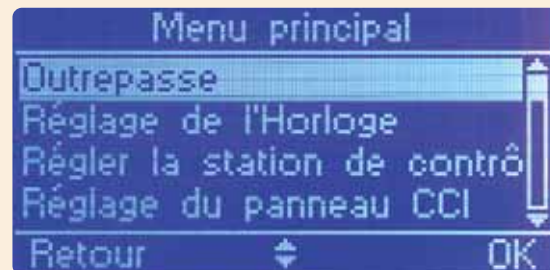 Menu principal
Outrepasse
Réglage de l'Horloge
Régler la station de contrô
Réglage du panneau CCI
Retour OK